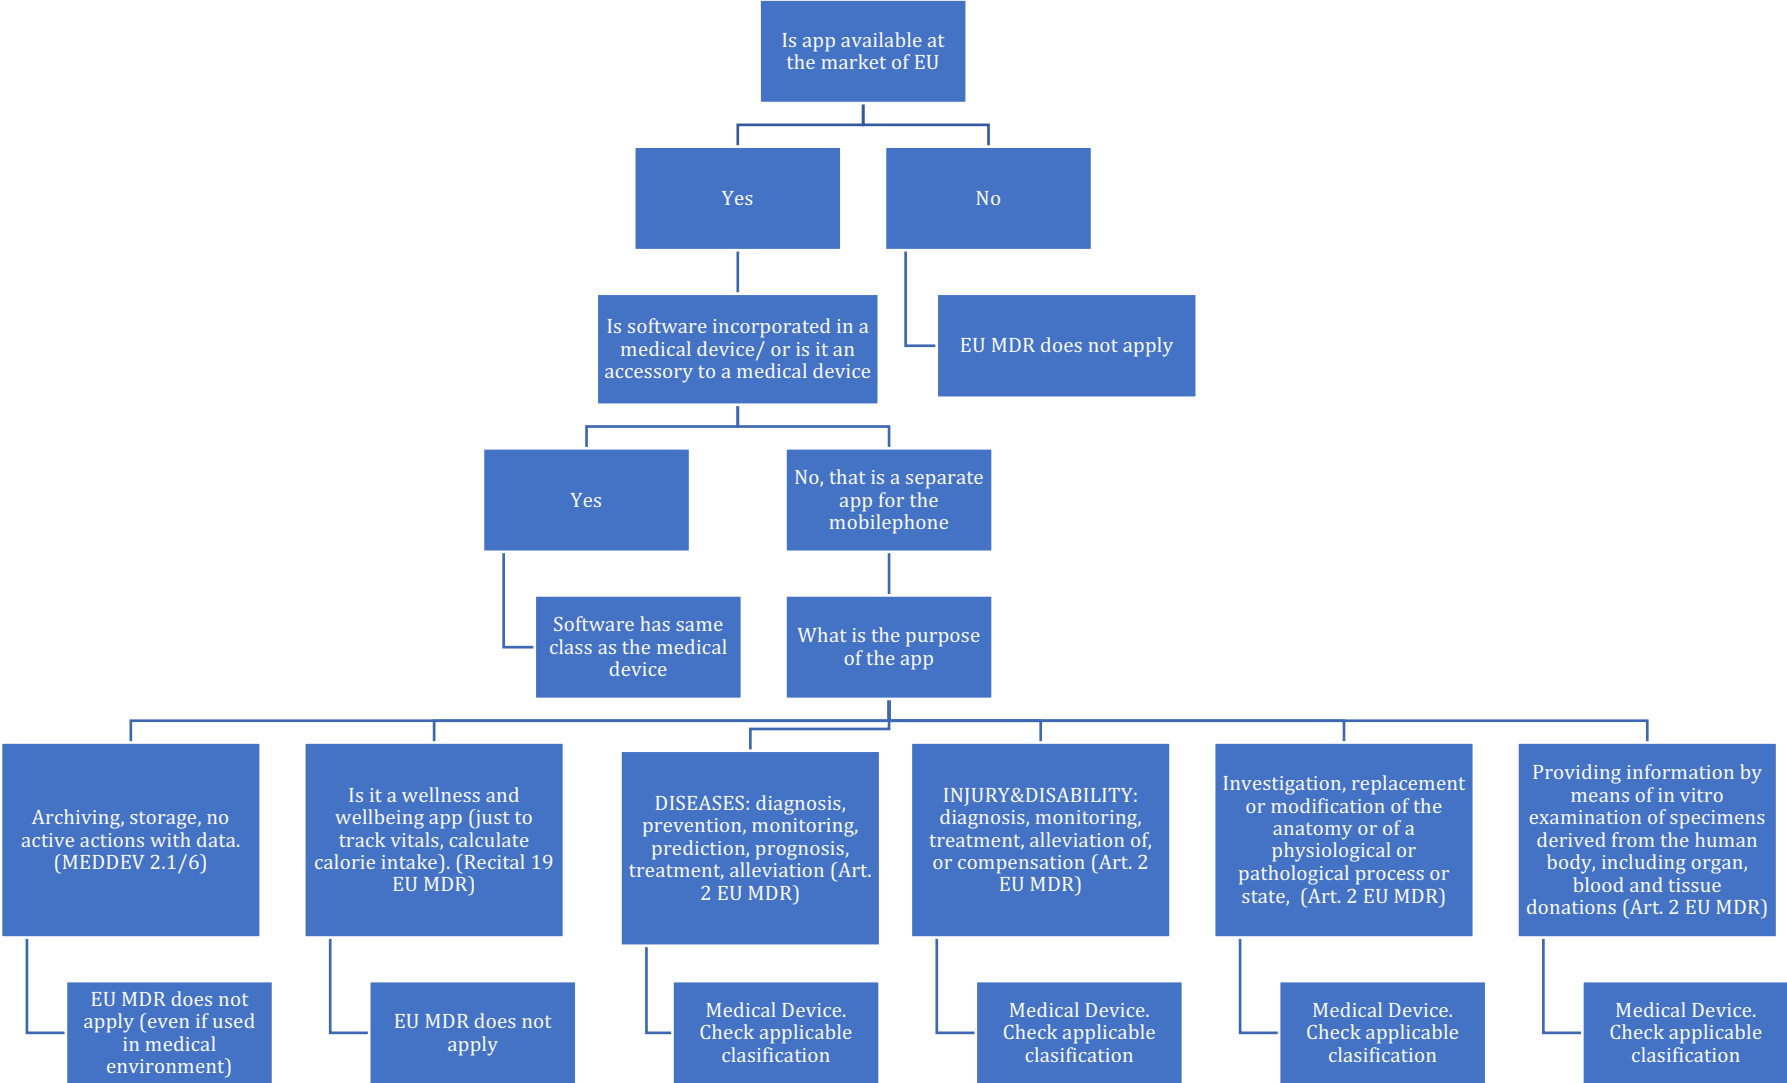 Is app available at
the market of EU
Yes
No
Is software incorporated in a
medical device/ or is it an
accessory to a medical device
EU MDR does not apply
Yes
No, that is a separate
app for the
mobilephone
Software has same
class as the medical
device
What is the purpose
of the app
Archiving, storage, no
active actions with data.
(MEDDEV 2.1/6)
Is it a wellness and
wellbeing app (just to
track vitals, calculate
calorie intake). (Recital 19
EU MDR)
DISEASES: diagnosis,
prevention, monitoring,
prediction, prognosis,
treatment, alleviation (Art.
2 EU MDR)
INJURY&DISABILITY:
diagnosis, monitoring,
treatment, alleviation of,
or compensation (Art. 2
EU MDR)
Investigation, replacement
or modification of the
anatomy or of a
physiological or
pathological process or
state,  (Art. 2 EU MDR)
Providing information by
means of in vitro
examination of specimens
derived from the human
body, including organ,
blood and tissue
donations (Art. 2 EU MDR)
EU MDR does not
apply (even if used
in medical
environment)
EU MDR does not
apply
Medical Device.
Check applicable
clasification
Medical Device.
Check applicable
clasification
Medical Device.
Check applicable
clasification
Medical Device.
Check applicable
clasification